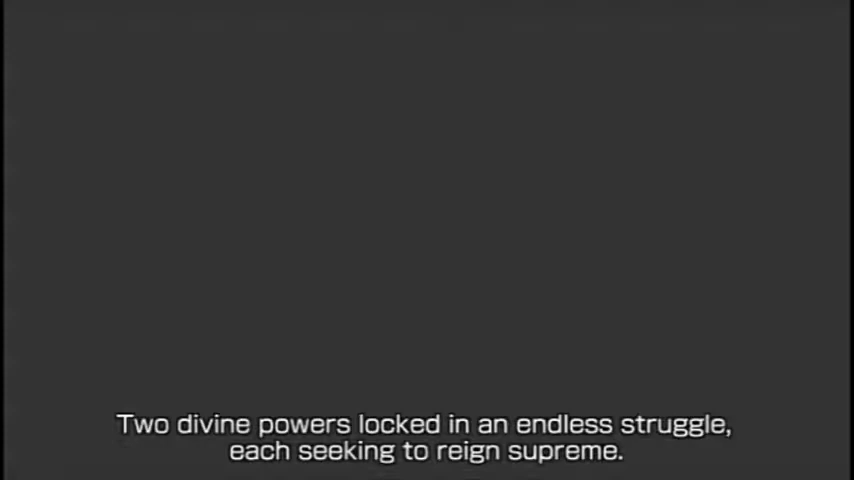 Two divine powers locked in an endless struggle,
each seeking to reign supreme.